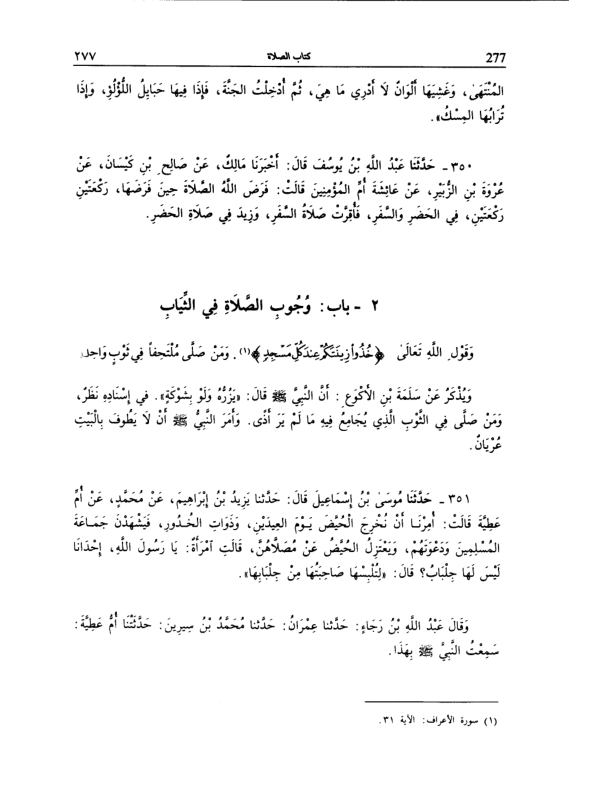 ٢٧٧ كتاب الصلاة 277
المُنْتَهَى، وَغَشِيَهَا أَلْوَانٌ لَا أَدْرِي مَا هِيَ، ثُمَّ أُدْخِلْتُ الجَنَّةَ، فَإِذَا فِيهَا حَبَايِلُ اللُّؤْلُؤِ، وَإِذَا
تُرَابُهَا المِسْكُ».
٣٥٠ - حَدَّثَنَا عَبْدُ اللَّهِ بْنُ يُوسُفَ قَالَ: أَخْبَرَنَا مَالِكٌ، عَنْ صَالِحِ بْنِ كَيْسَانَ، عَنْ
عُرْوَةَ بْنِ الزُّبَيْرِ، عَنْ عَائِشَةَ أُمِّ المُؤْمِنِينَ قَالَتْ: فَرَضَ اللَّهُ الصَّلَاةَ حِينَ فَرَضَهَا، رَكْعَتَيْنِ
رَكْعَتَيْنِ، فِي الحَضَرِ وَالسَّفَرِ، فَأُقِرَّتْ صَلَاةُ السَّفَرِ، وَزِيدَ فِي صَلَاةِ الحَضَرِ.
٢ - باب: وُجُوبِ الصَّلَاةِ فِي الثِّيَابِ
وَقَوْلِ اللَّهِ تَعَالَى ﴿خُذُوا۟ زِينَتَكُمْ عِندَ كُلِّ مَسْجِدٍ﴾(١). وَمَنْ صَلَّى مُلْتَحِفاً فِي ثَوْبٍ وَاحِدٍ
وَيُذْكَرُ عَنْ سَلَمَةَ بْنِ الأَكْوَعِ : أَنَّ النَّبِيَّ ﷺ قَالَ: «يَزُرُّهُ وَلَوْ بِشَوْكَةٍ». في إِسْنَادِهِ نَظَرٌ،
وَمَنْ صَلَّى فِي الثَّوْبِ الَّذِي يُجَامِعُ فِيهِ مَا لَمْ يَرَ أَذًى. وَأَمَرَ النَّبِيُّ ﷺ أَنْ لَا يَطُوفَ بِالْبَيْتِ
عُرْيَانٌ.
٣٥١ - حَدَّثَنَا مُوسَى بْنُ إِسْمَاعِيلَ قَالَ: حَدَّثَنَا يَزِيدُ بْنُ إِبْرَاهِيمَ، عَنْ مُحَمَّدٍ، عَنْ أُمِّ
عَطِيَّةَ قَالَتْ: أُمِرْنَا أَنْ نُخْرِجَ الْحُيَّضَ يَوْمَ العِيدَيْنِ، وَذَوَاتِ الخُدُورِ، فَيَشْهَدْنَ جَمَاعَةَ
المُسْلِمِينَ وَدَعْوَتَهُمْ، وَيَعْتَزِلُ الحُيَّضُ عَنْ مُصَلَّاهُنَّ، قَالَتِ آمْرَأَةٌ: يَا رَسُولَ اللَّهِ، إِحْدَانَا
لَيْسَ لَهَا جِلْبَابٌ؟ قَالَ: «لِتُلْبِسْهَا صَاحِبَتُهَا مِنْ جِلْبَابِهَا».
وَقَالَ عَبْدُ اللَّهِ بْنُ رَجَاءٍ: حَدَّثنا عِمْرَانُ: حَدَّثنا مُحَمَّدُ بْنُ سِيرِينَ: حَدَّثَتْنَا أُمُّ عَطِيَّةَ:
سَمِعْتُ النَّبِيَّ ﷺ بِهَذَا.
(١) سورة الأعراف: الآية ٣١.